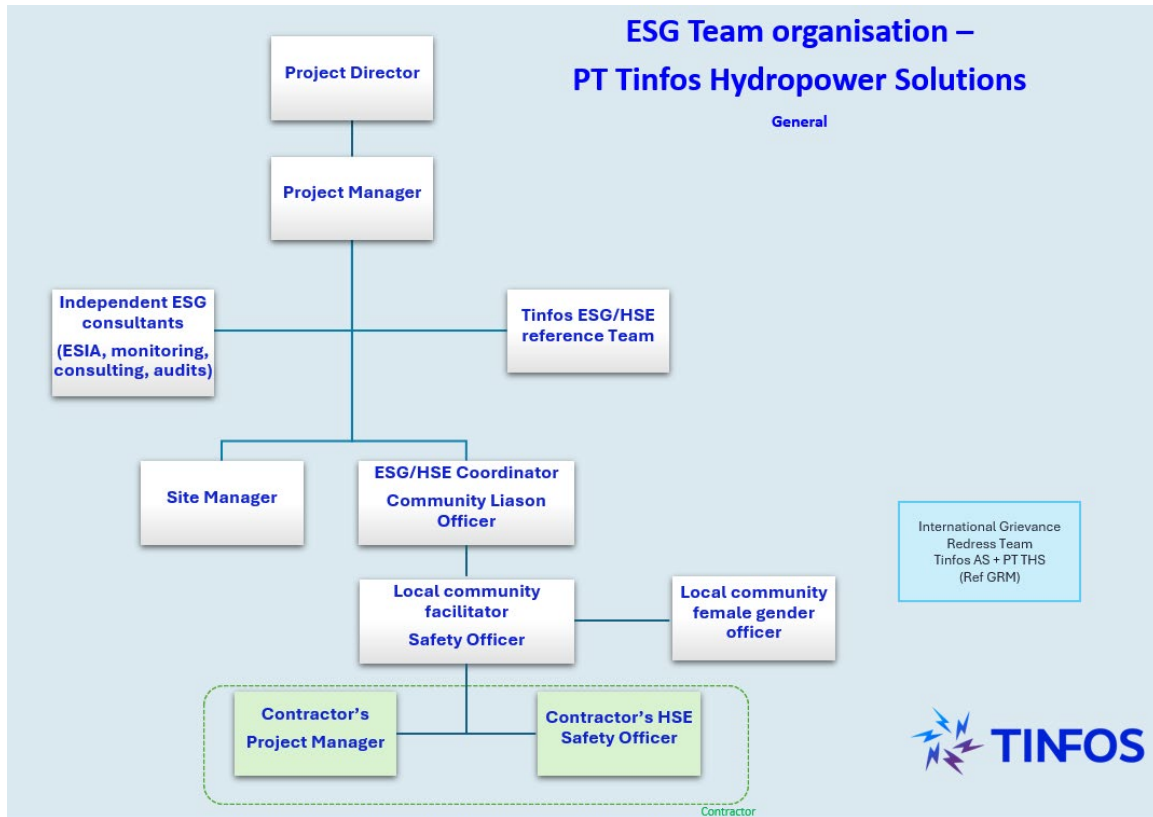 ESG Team organisation –
PT Tinfos Hydropower Solutions
General
Project Director
Project Manager
Independent ESG
consultants
(ESIA, monitoring,
consulting, audits)
Tinfos ESG/HSE
reference Team
Site Manager
ESG/HSE Coordinator
Community Liason
Officer
International Grievance
Redress Team
Tinfos AS + PT THS
(Ref GRM)
Local community
facilitator
Safety Officer
Local community
female gender
officer
Contractor’s
Project Manager
Contractor’s HSE
Safety Officer
Contractor
TINFOS